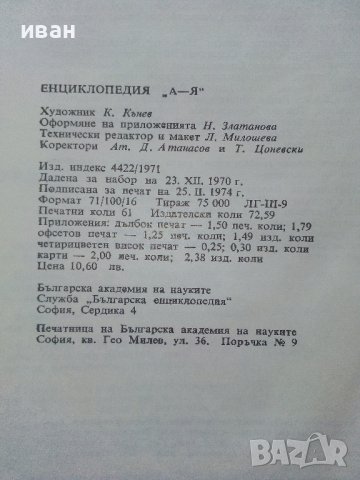 иван
ЕНЦИКЛОПЕДИЯ „А—Я"
Художник К. Кънев
Оформяне на приложенията Н. Златанова
Технически редактор и макет Л. Милошева
Коректори Ат. Д. Атанасов и Т. Цоневски
Изд. индекс 4422/1971
Дадена за набор на 23. XII. 1970 г.
Подписана за печат на 25. II. 1974 г.
Формат 71/100/16 Тираж 75 000 ЛГ-III-9
Печатни коли 61 Издателски коли 72,59
Приложения: дълбок печат — 1,50 печ. коли; 1,79
офсетов печат — 1,25 печ. коли; 1,49 изд. коли
четирицветен висок печат — 0,25; 0,30 изд. коли
карти — 2,00 печ. коли; 2,38 изд. коли
Цена 10,60 лв.
Българска академия на науките
Служба „Българска енциклопедия"
София, Сердика 4
Печатница на Българска академия на науките
София, кв. Гео Милев, ул. 36. Поръчка № 9
BAZAR